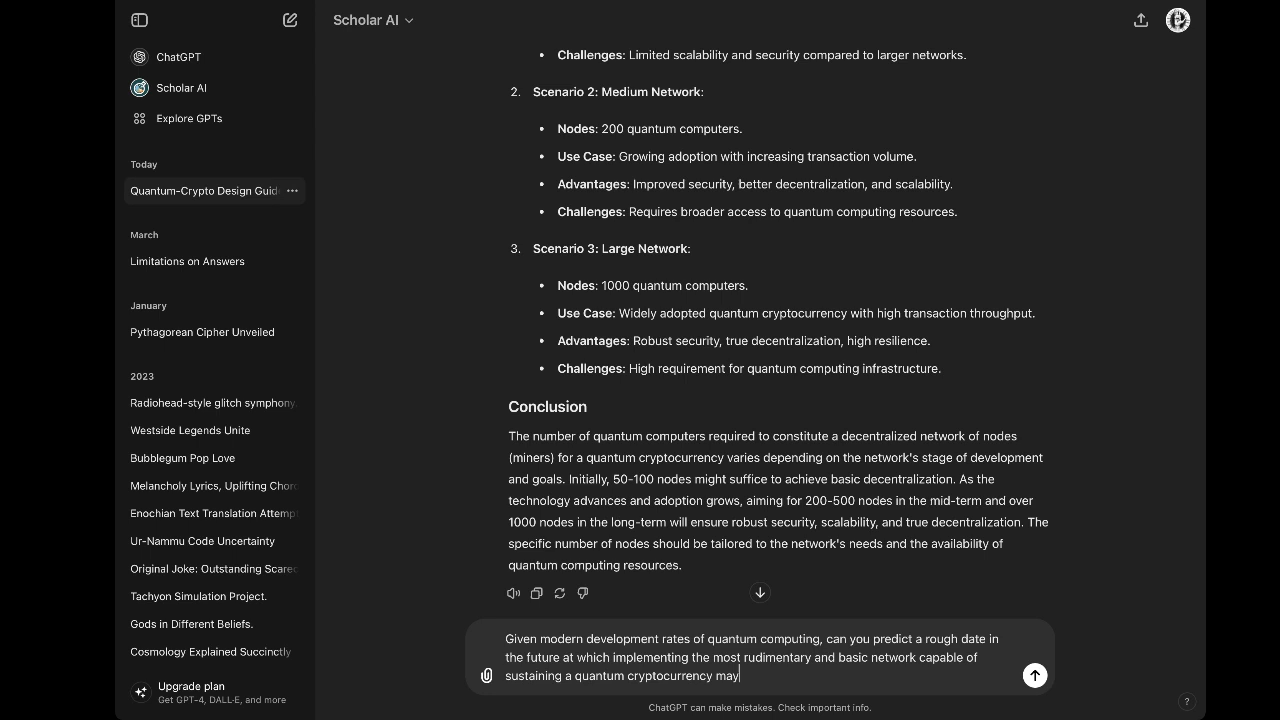 Scholar AI
ChatGPT
Scholar AI
Explore GPTs
Today
Quantum-Crypto Design Guid
March
Limitations on Answers
January
Pythagorean Cipher Unveiled
2023
Radiohead-style glitch symphony.
Westside Legends Unite
Bubblegum Pop Love
Melancholy Lyrics, Uplifting Chor
Enochian Text Translation Attemp
Ur-Nammu Code Uncertainty
Original Joke: Outstanding Scarec
Tachyon Simulation Project.
Gods in Different Beliefs.
Cosmology Explained Succinctly
Upgrade plan
Get GPT-4, DALL·E, and more
• Challenges: Limited scalability and security compared to larger networks.
2. Scenario 2: Medium Network:
• Nodes: 200 quantum computers.
• Use Case: Growing adoption with increasing transaction volume.
• Advantages: Improved security, better decentralization, and scalability.
• Challenges: Requires broader access to quantum computing resources.
3. Scenario 3: Large Network:
• Nodes: 1000 quantum computers.
• Use Case: Widely adopted quantum cryptocurrency with high transaction throughput.
• Advantages: Robust security, true decentralization, high resilience.
• Challenges: High requirement for quantum computing infrastructure.
Conclusion
The number of quantum computers required to constitute a decentralized network of nodes
(miners) for a quantum cryptocurrency varies depending on the network's stage of development
and goals. Initially, 50-100 nodes might suffice to achieve basic decentralization. As the
technology advances and adoption grows, aiming for 200-500 nodes in the mid-term and over
1000 nodes in the long-term will ensure robust security, scalability, and true decentralization. The
specific number of nodes should be tailored to the network's needs and the availability of
quantum computing resources.
Given modern development rates of quantum computing, can you predict a rough date in
the future at which implementing the most rudimentary and basic network capable of
sustaining a quantum cryptocurrency may
ChatGPT can make mistakes. Check important info.
?